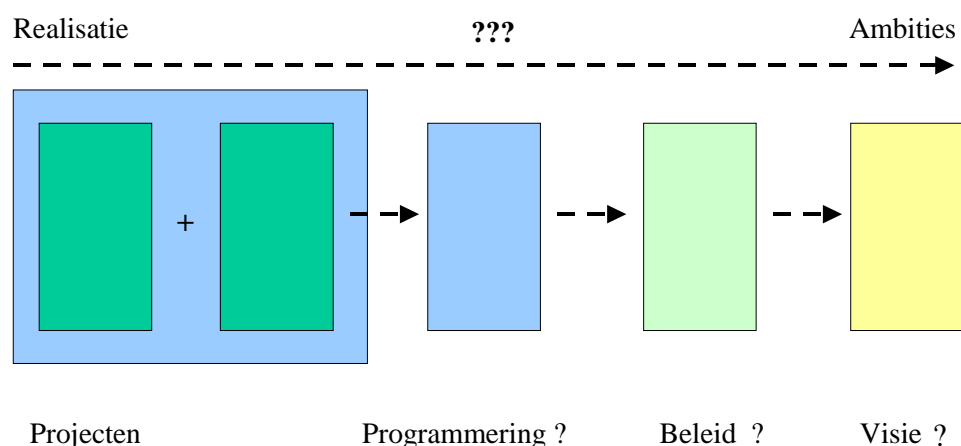 Realisatie ??? Ambities
+
Projecten Programmering ? Beleid ? Visie ?